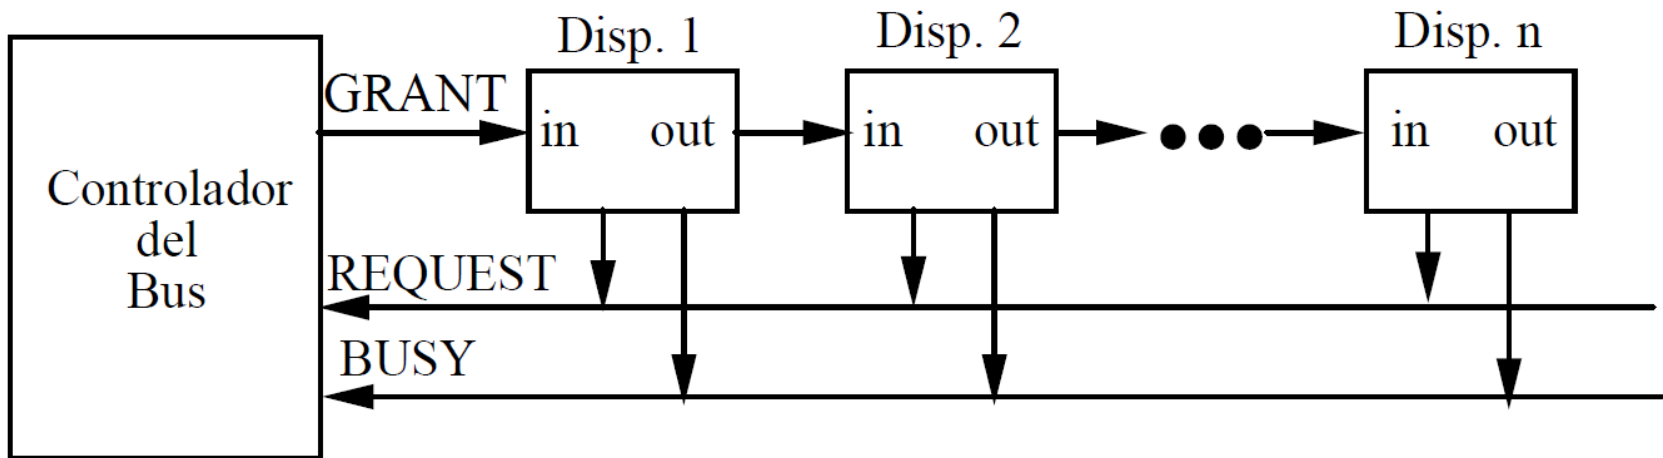 Disp. 1
Disp. 2
Disp. n
GRANT
in
out
in
out
in
out
Controlador
del
Bus
REQUEST
BUSY